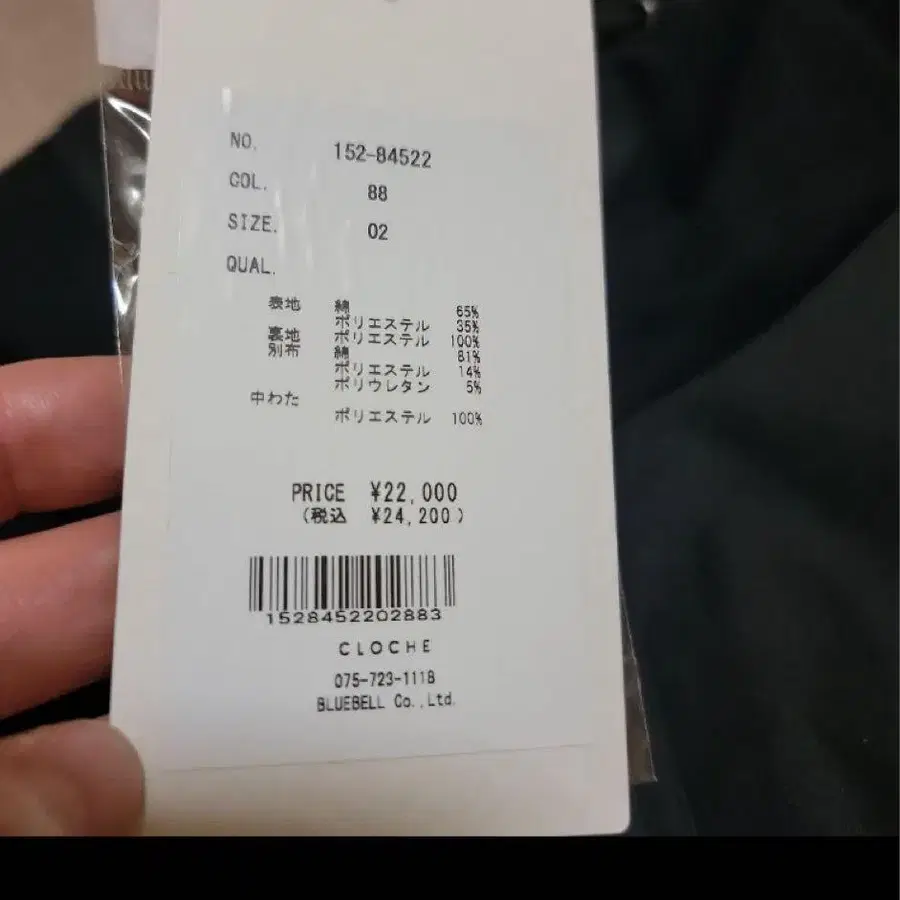 NO. 152-84522
COL. 88
SIZE. 02
QUAL.
表地 綿 65%
ポリエステル 35%
裏地 ポリエステル 100%
別布 綿 81%
ポリエステル 14%
ポリウレタン 5%
中わた
ポリエステル 100%
PRICE ¥22,000
(税込 ¥24,200)
1528452202883
CLOCHE
075-723-1118
BLUEBELL Co.,Ltd.